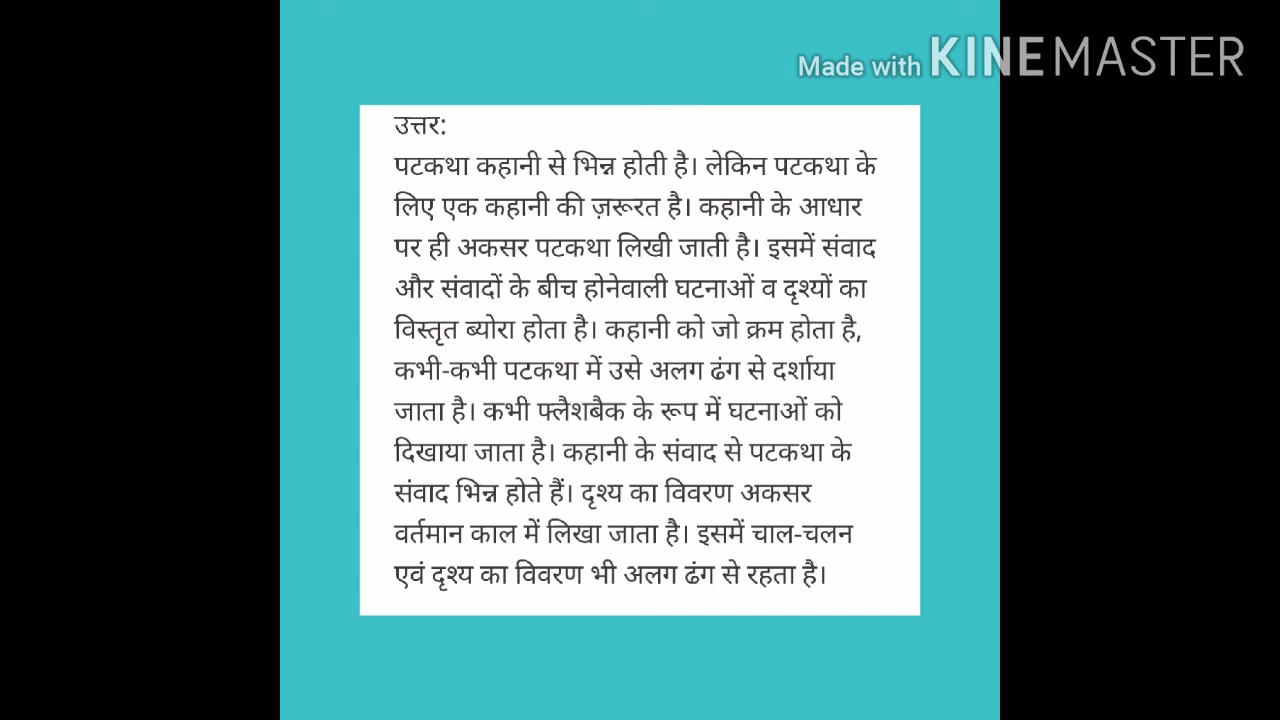 Made with KINEMASTER
उत्तर:
पटकथा कहानी से भिन्न होती है। लेकिन पटकथा के
लिए एक कहानी की ज़रूरत है। कहानी के आधार
पर ही अकसर पटकथा लिखी जाती है। इसमें संवाद
और संवादों के बीच होनेवाली घटनाओं व दृश्यों का
विस्तृत ब्योरा होता है। कहानी को जो क्रम होता है,
कभी-कभी पटकथा में उसे अलग ढंग से दर्शाया
जाता है। कभी फ्लैशबैक के रूप में घटनाओं को
दिखाया जाता है। कहानी के संवाद से पटकथा के
संवाद भिन्न होते हैं। दृश्य का विवरण अकसर
वर्तमान काल में लिखा जाता है। इसमें चाल-चलन
एवं दृश्य का विवरण भी अलग ढंग से रहता है।